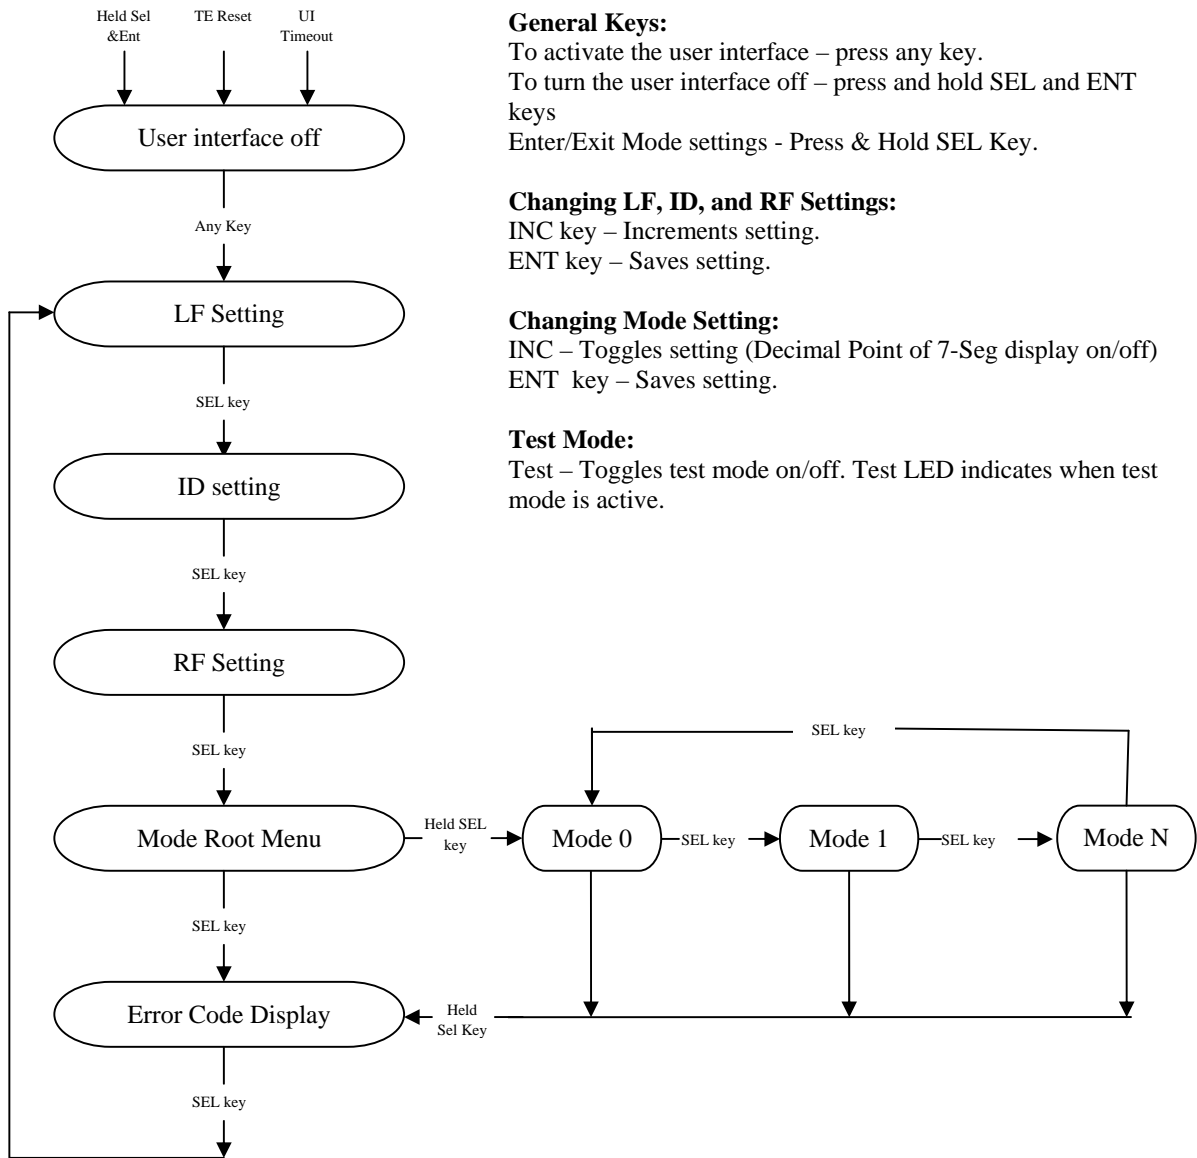 Held Sel
&Ent
TE Reset
UI
Timeout
User interface off
Any Key
LF Setting
SEL key
ID setting
SEL key
RF Setting
SEL key
Mode Root Menu
Held SEL
key
Mode 0
SEL key
Mode 1
SEL key
Mode N
SEL key
SEL key
Error Code Display
Held
Sel Key
SEL key
General Keys:
To activate the user interface – press any key.
To turn the user interface off – press and hold SEL and ENT
keys
Enter/Exit Mode settings - Press & Hold SEL Key.
Changing LF, ID, and RF Settings:
INC key – Increments setting.
ENT key – Saves setting.
Changing Mode Setting:
INC – Toggles setting (Decimal Point of 7-Seg display on/off)
ENT  key – Saves setting.
Test Mode:
Test – Toggles test mode on/off. Test LED indicates when test
mode is active.